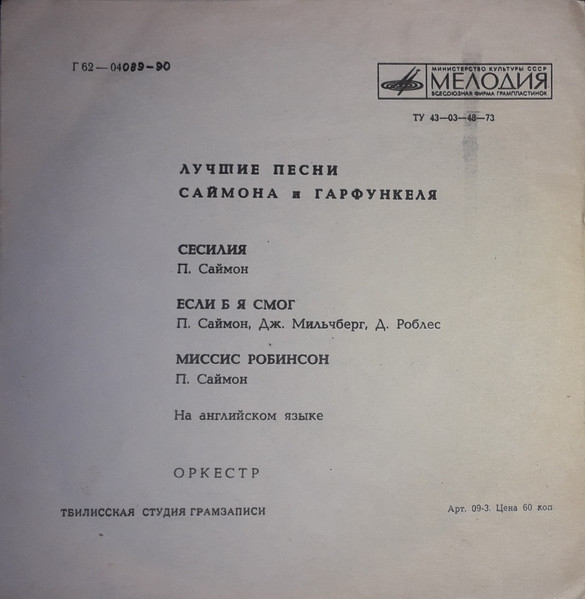 Г 62—04089-90
МИНИСТЕРСТВО КУЛЬТУРЫ СССР
МЕЛОДИЯ
ВСЕСОЮЗНАЯ ФИРМА ГРАМПЛАСТИНОК
ТУ 43—03—48—73
ЛУЧШИЕ ПЕСНИ
САЙМОНА и ГАРФУНКЕЛЯ
СЕСИЛИЯ
П. Саймон
ЕСЛИ Б Я СМОГ
П. Саймон, Дж. Мильчберг, Д. Роблес
МИССИС РОБИНСОН
П. Саймон
На английском языке
ОРКЕСТР
ТБИЛИССКАЯ СТУДИЯ ГРАМЗАПИСИ
Арт. 09-3. Цена 60 коп